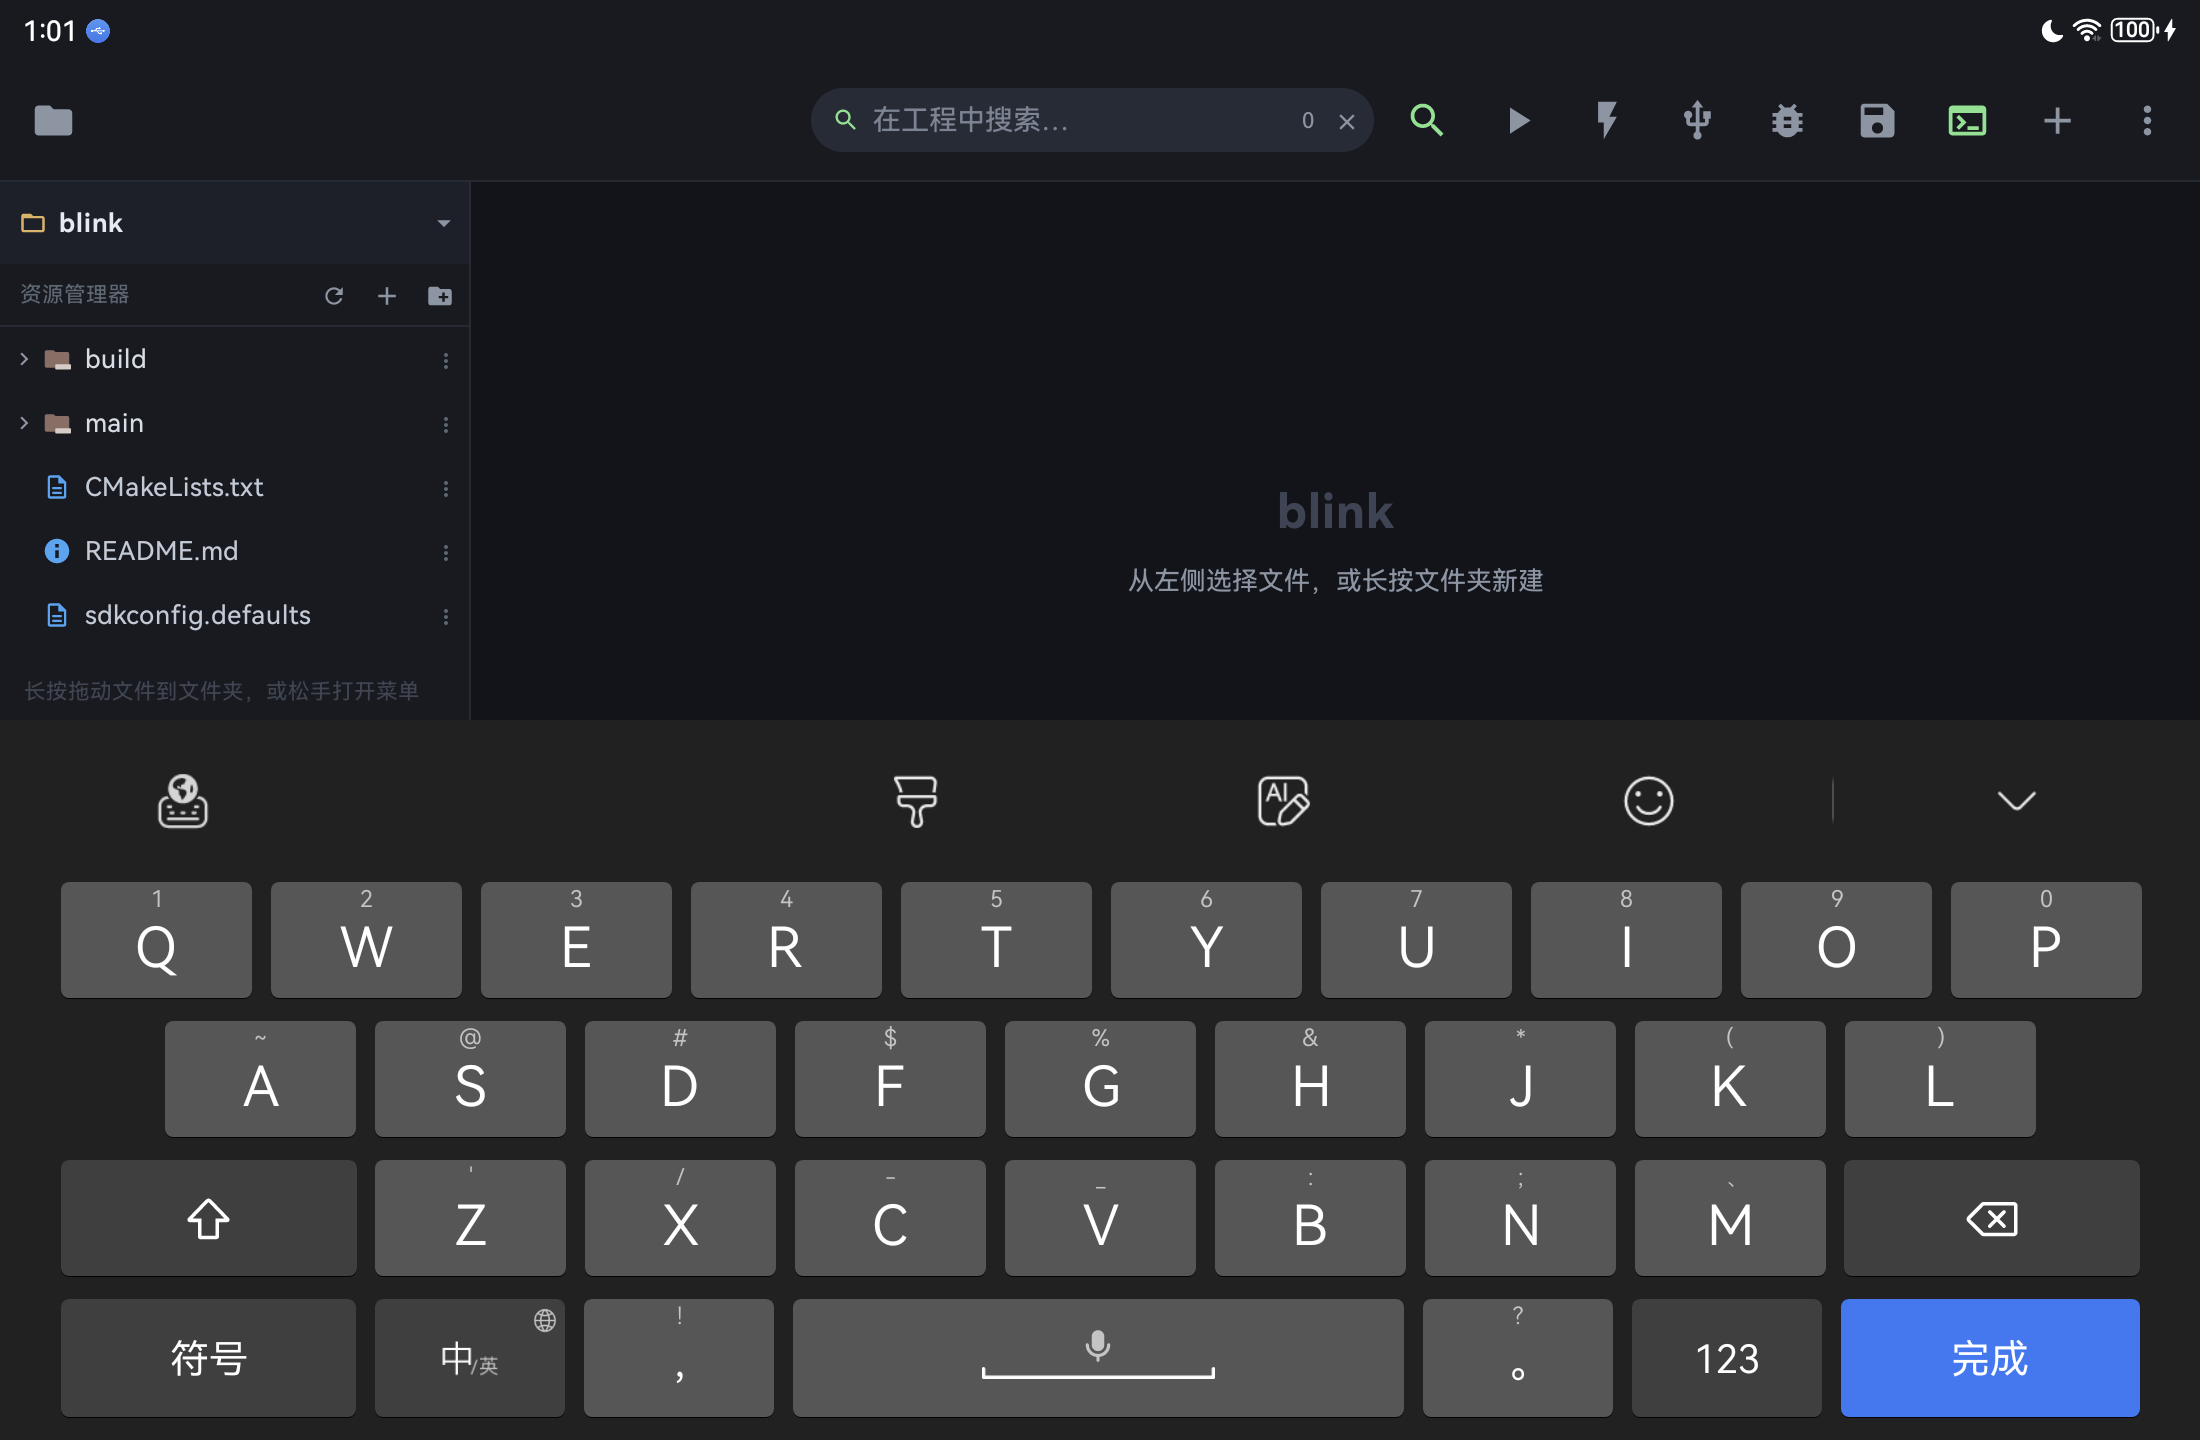 1:01
100
在工程中搜索…
0
blink
资源管理器
build
main
CMakeLists.txt
README.md
sdkconfig.defaults
长按拖动文件到文件夹，或松手打开菜单
blink
从左侧选择文件，或长按文件夹新建
AI
1 2 3 4 5 6 7 8 9 0
Q W E R T Y U I O P
~ @ # $ % & * ( )
A S D F G H J K L
' / - _ : ; 、
Z X C V B N M
! ?
符号 中/英 , 。 123 完成